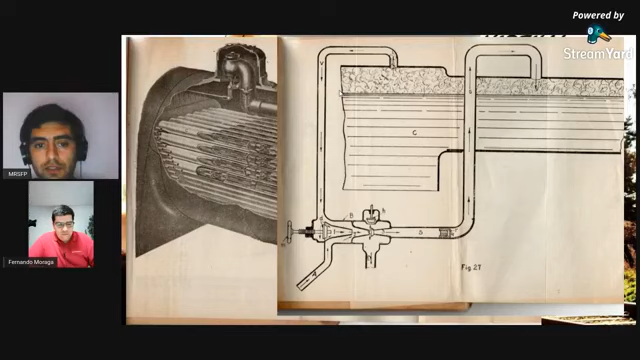 Powered by
StreamYard
MRSFP
Fernando Moraga
C
B
S
Fig. 27